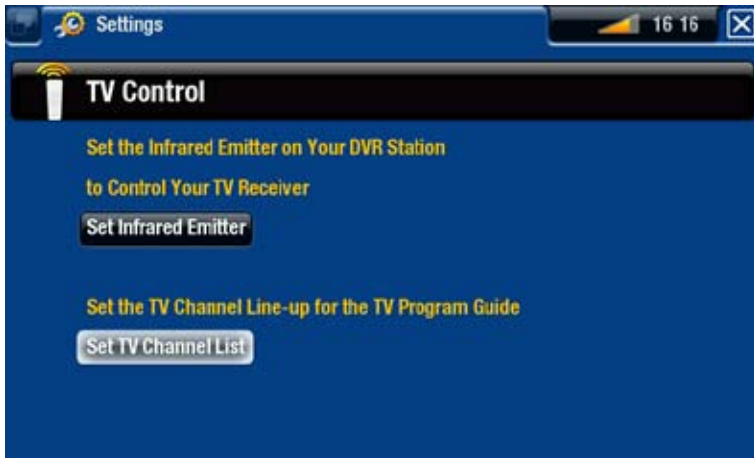 Settings
16 16
TV Control
Set the Infrared Emitter on Your DVR Station
to Control Your TV Receiver
Set Infrared Emitter
Set the TV Channel Line-up for the TV Program Guide
Set TV Channel List